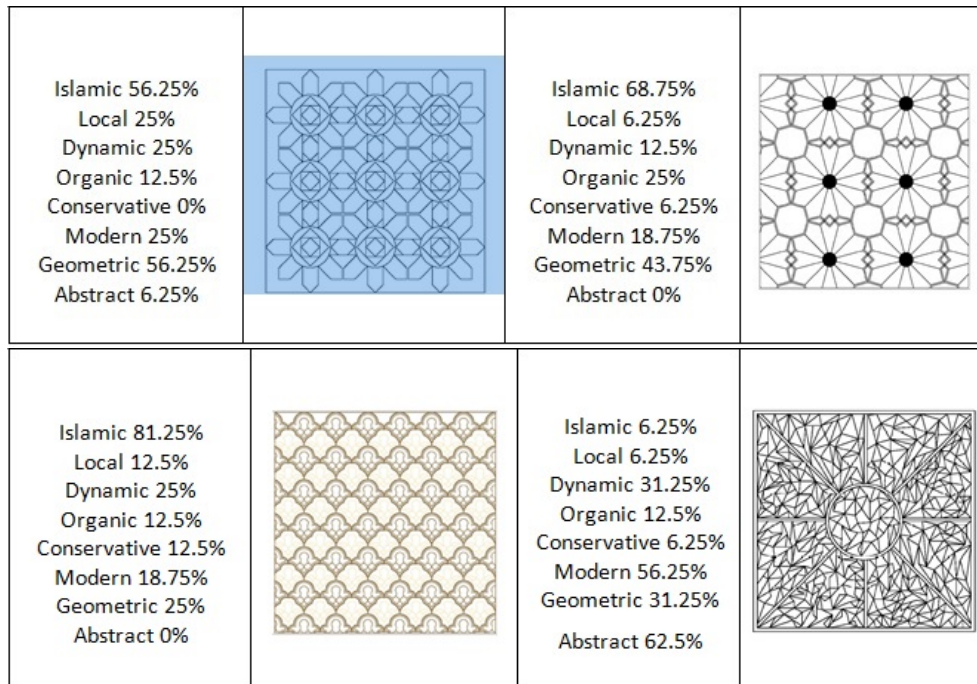 Islamic 56.25%
Local 25%
Dynamic 25%
Organic 12.5%
Conservative 0%
Modern 25%
Geometric 56.25%
Abstract 6.25%
Islamic 68.75%
Local 6.25%
Dynamic 12.5%
Organic 25%
Conservative 6.25%
Modern 18.75%
Geometric 43.75%
Abstract 0%
Islamic 81.25%
Local 12.5%
Dynamic 25%
Organic 12.5%
Conservative 12.5%
Modern 18.75%
Geometric 25%
Abstract 0%
Islamic 6.25%
Local 6.25%
Dynamic 31.25%
Organic 12.5%
Conservative 6.25%
Modern 56.25%
Geometric 31.25%
Abstract 62.5%